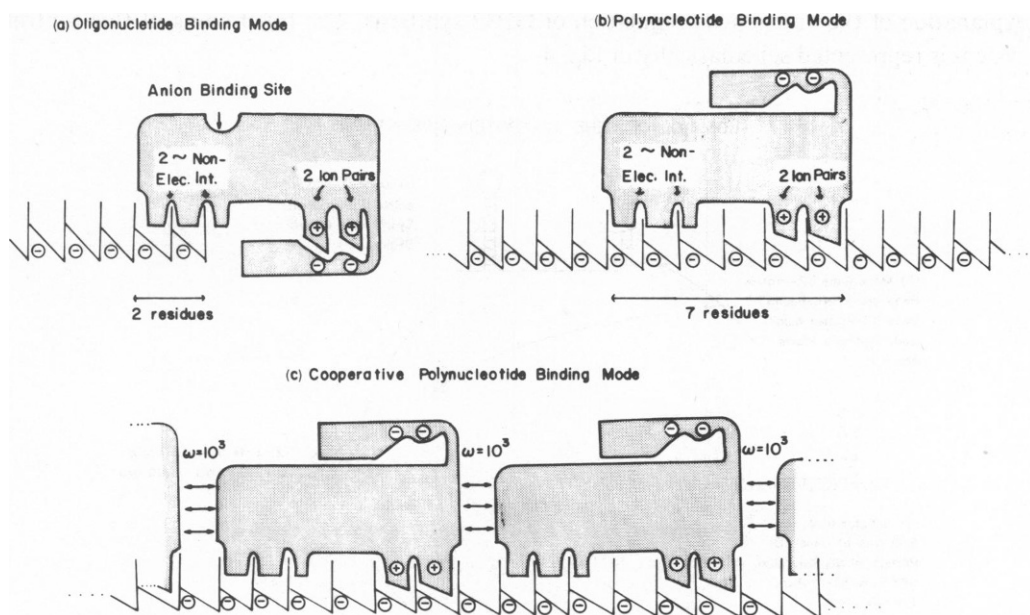 (a) Oligonucletide Binding Mode
(b) Polynucleotide Binding Mode
Anion Binding Site
2 ~ Non-
Elec. Int.
2 Ion Pairs
2 ~ Non-
Elec. Int.
2 Ion Pairs
2 residues
7 residues
(c) Cooperative Polynucleotide Binding Mode
ω=10³
ω=10³
ω=10³